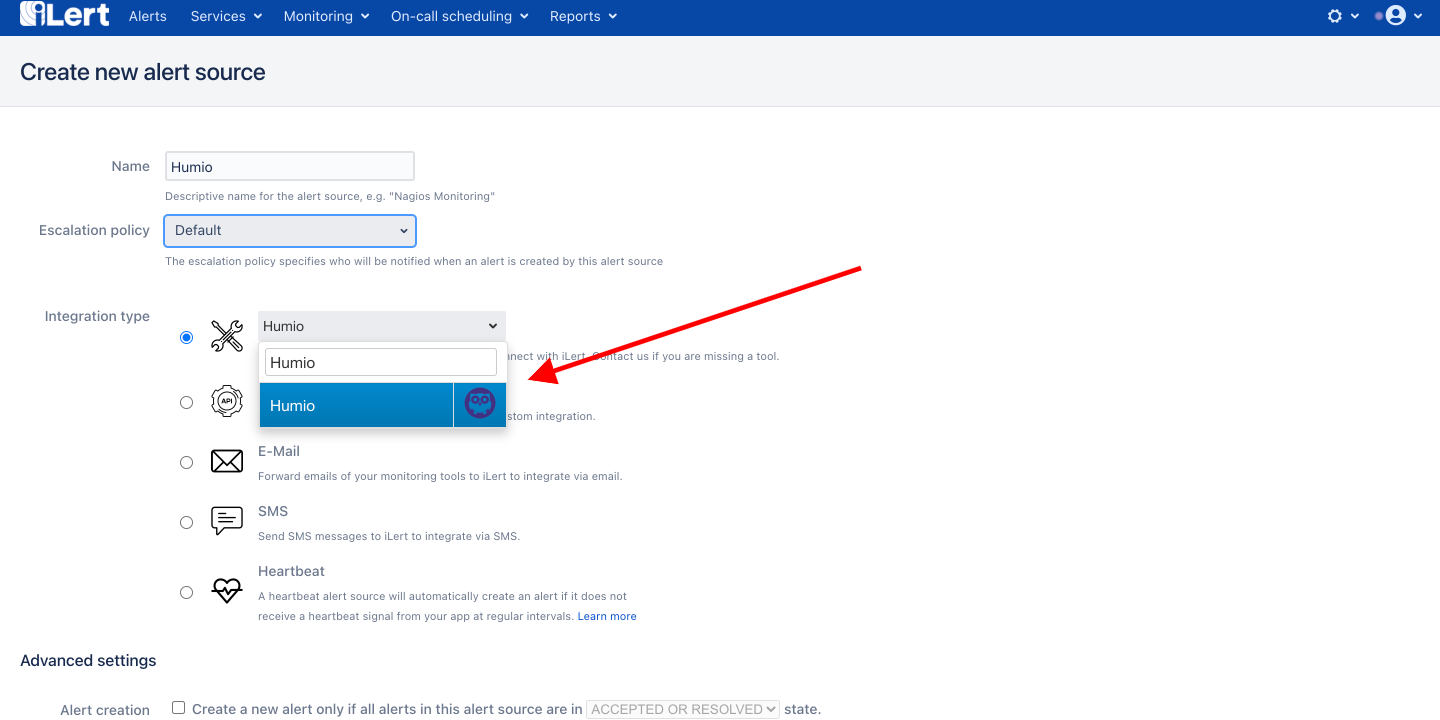 iLert Alerts Services Monitoring On-call scheduling Reports
Create new alert source
Name Humio
Descriptive name for the alert source, e.g. "Nagios Monitoring"
Escalation policy Default
The escalation policy specifies who will be notified when an alert is created by this alert source
Integration type Humio
with iLert. Contact us if you are missing a tool.
Humio
API
Humio
integration.
E-Mail
Forward emails of your monitoring tools to iLert to integrate via email.
SMS
Send SMS messages to iLert to integrate via SMS.
Heartbeat
A heartbeat alert source will automatically create an alert if it does not
receive a heartbeat signal from your app at regular intervals. Learn more
Advanced settings
Alert creation Create a new alert only if all alerts in this alert source are in ACCEPTED OR RESOLVED state.